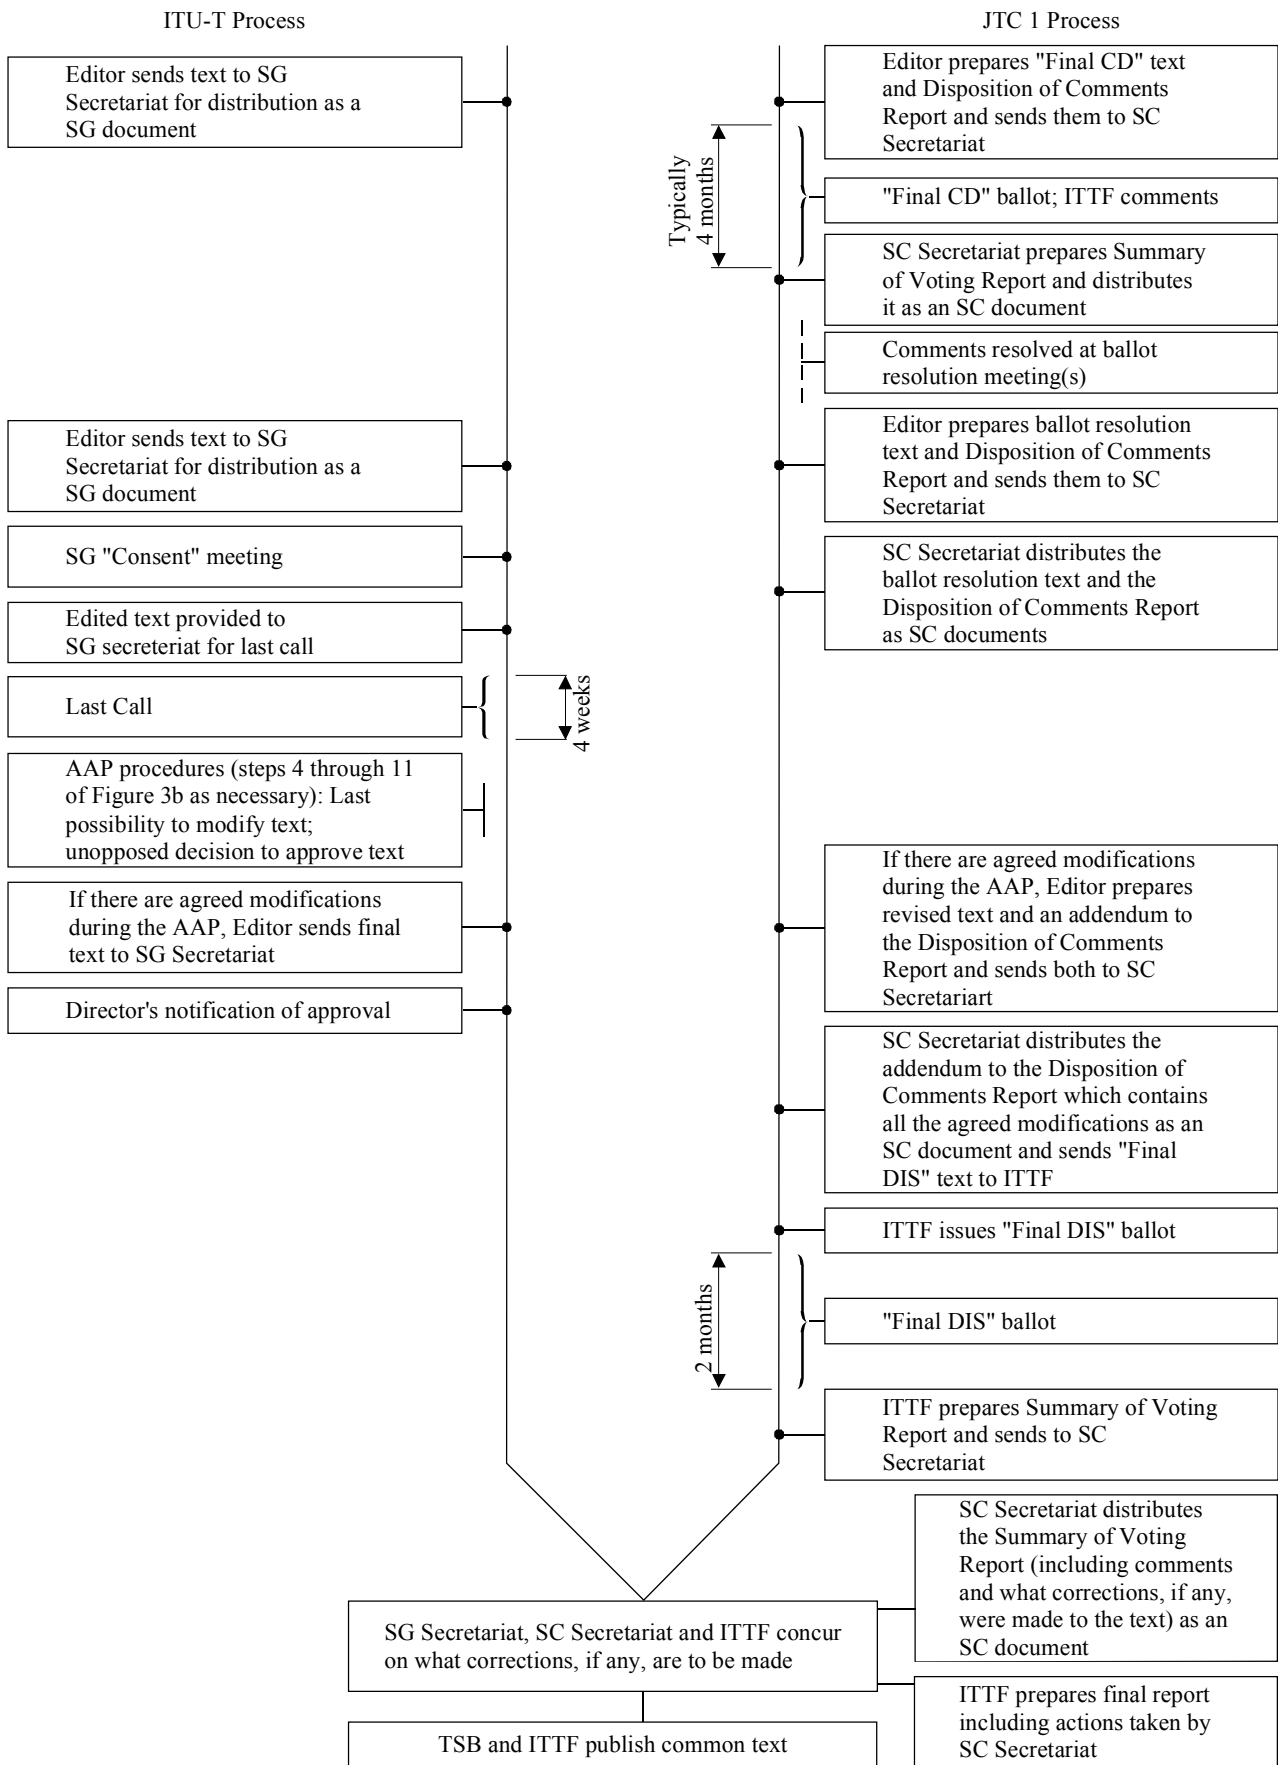 ITU-T Process
JTC 1 Process
Editor sends text to SG
Secretariat for distribution as a
SG document
Editor prepares "Final CD" text
and Disposition of Comments
Report and sends them to SC
Secretariat
Typically
4 months
"Final CD" ballot; ITTF comments
SC Secretariat prepares Summary
of Voting Report and distributes
it as an SC document
Comments resolved at ballot
resolution meeting(s)
Editor sends text to SG
Secretariat for distribution as a
SG document
Editor prepares ballot resolution
text and Disposition of Comments
Report and sends them to SC
Secretariat
SG "Consent" meeting
SC Secretariat distributes the
ballot resolution text and the
Disposition of Comments Report
as SC documents
Edited text provided to
SG secreteriat for last call
Last Call
4 weeks
AAP procedures (steps 4 through 11
of Figure 3b as necessary): Last
possibility to modify text;
unopposed decision to approve text
If there are agreed modifications
during the AAP, Editor sends final
text to SG Secretariat
If there are agreed modifications
during the AAP, Editor prepares
revised text and an addendum to
the Disposition of Comments
Report and sends both to SC
Secretariart
Director's notification of approval
SC Secretariat distributes the
addendum to the Disposition of
Comments Report which contains
all the agreed modifications as an
SC document and sends "Final
DIS" text to ITTF
ITTF issues "Final DIS" ballot
2 months
"Final DIS" ballot
ITTF prepares Summary of Voting
Report and sends to SC
Secretariat
SC Secretariat distributes
the Summary of Voting
Report (including comments
and what corrections, if any,
were made to the text) as an
SC document
SG Secretariat, SC Secretariat and ITTF concur
on what corrections, if any, are to be made
ITTF prepares final report
including actions taken by
SC Secretariat
TSB and ITTF publish common text